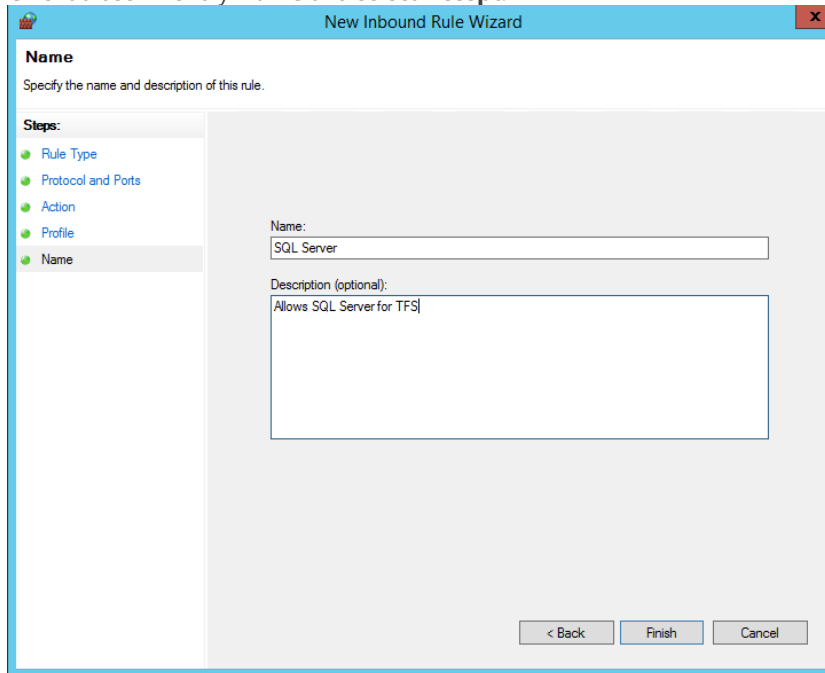 New Inbound Rule Wizard
x
Name
Specify the name and description of this rule.
Steps:
Rule Type
Protocol and Ports
Action
Profile
Name
Name:
SQL Server
Description (optional):
Allows SQL Server for TFS
< Back Finish Cancel